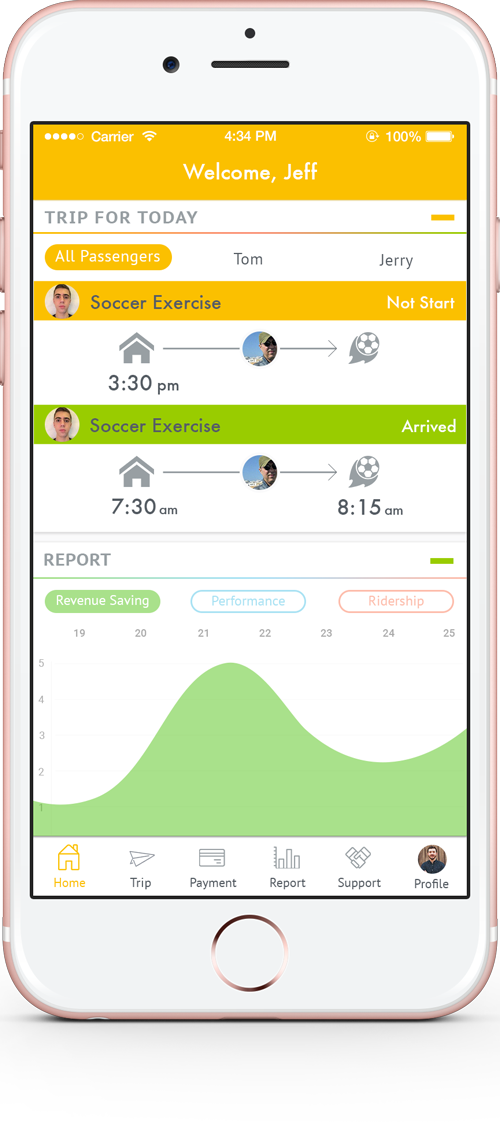 Carrier 4:34 PM 100%
Welcome, Jeff
TRIP FOR TODAY
All Passengers Tom Jerry
Soccer Exercise Not Start
3:30 pm
Soccer Exercise Arrived
7:30 am 8:15 am
REPORT
Revenue Saving Performance Ridership
19 20 21 22 23 24 25
5
4
3
2
1
Home Trip Payment Report Support Profile